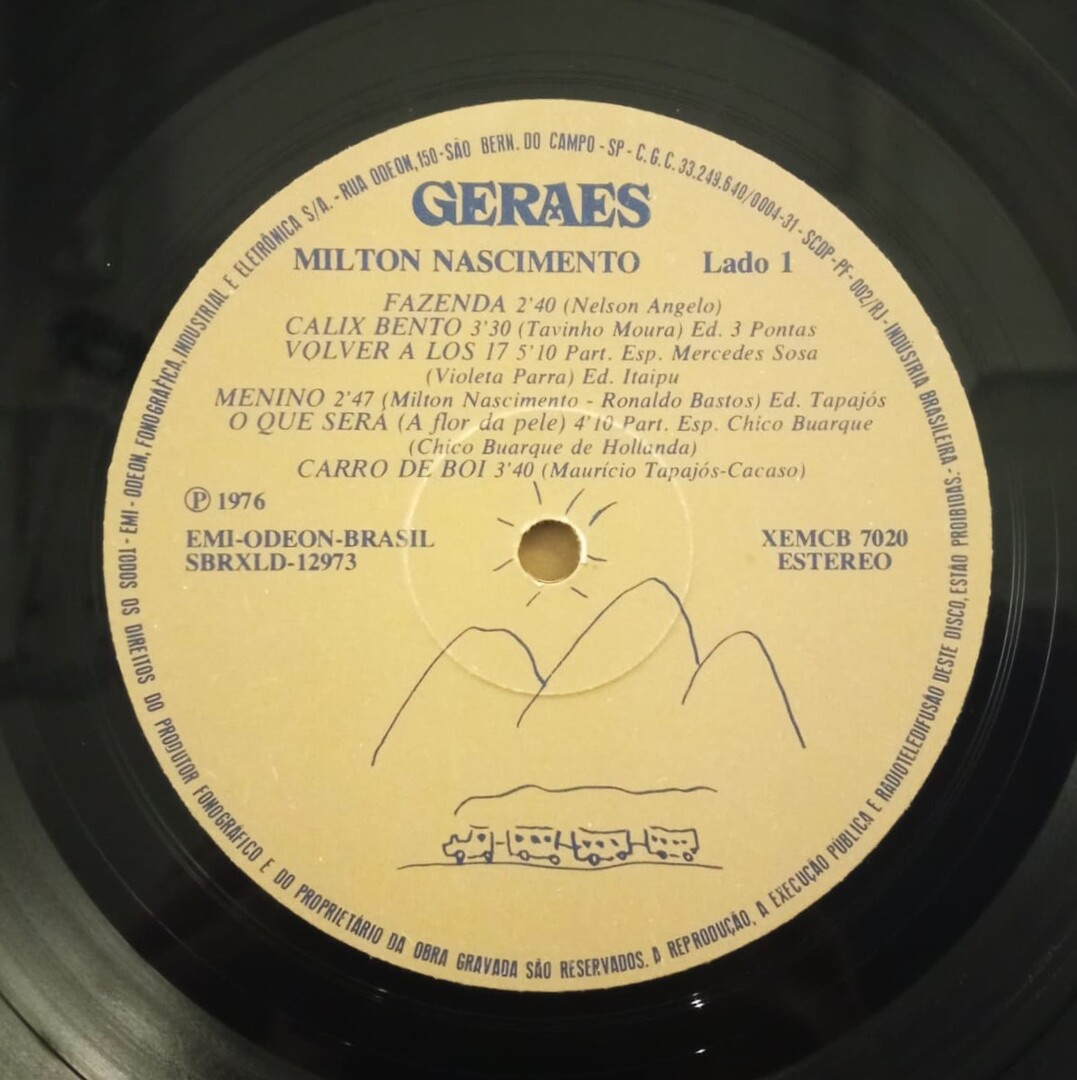 GERAES
MILTON NASCIMENTO Lado 1
FAZENDA 2'40 (Nelson Angelo)
CALIX BENTO 3'30 (Tavinho Moura) Ed. 3 Pontas
VOLVER A LOS 17 5'10 Part. Esp. Mercedes Sosa
(Violeta Parra) Ed. Itaipu
MENINO 2'47 (Milton Nascimento - Ronaldo Bastos) Ed. Tapajós
O QUE SERÁ (A flor da pele) 4'10 Part. Esp. Chico Buarque
(Chico Buarque de Hollanda)
CARRO DE BOI 3'40 (Maurício Tapajós-Cacaso)
Ⓟ 1976
EMI-ODEON-BRASIL XEMCB 7020
SBRXLD-12973 ESTEREO
TODOS OS DIREITOS DO PRODUTOR FONOGRÁFICO E DO PROPRIETÁRIO DA OBRA GRAVADA SÃO RESERVADOS. A REPRODUÇÃO, A EXECUÇÃO PÚBLICA E RADIOTELEDIFUSÃO DESTE DISCO, ESTÃO PROIBIDAS.-
EMI - ODEON, FONOGRÁFICA, INDUSTRIAL E ELETRÔNICA S/A. - RUA ODEON, 150 - SÃO BERN. DO CAMPO - SP - C.G.C. 33.249.640/0004-31 - SCDP-PF-002/RJ - INDÚSTRIA BRASILEIRA -